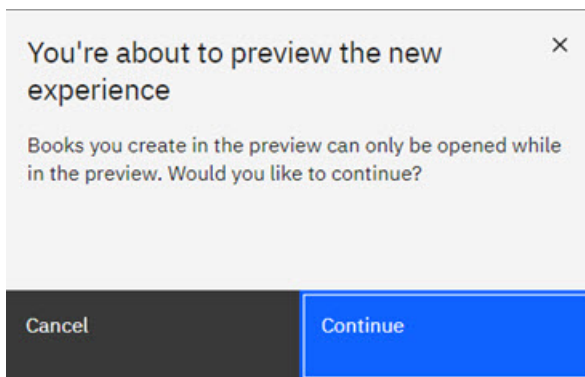 You're about to preview the new
experience
Books you create in the preview can only be opened while
in the preview. Would you like to continue?
Cancel
Continue